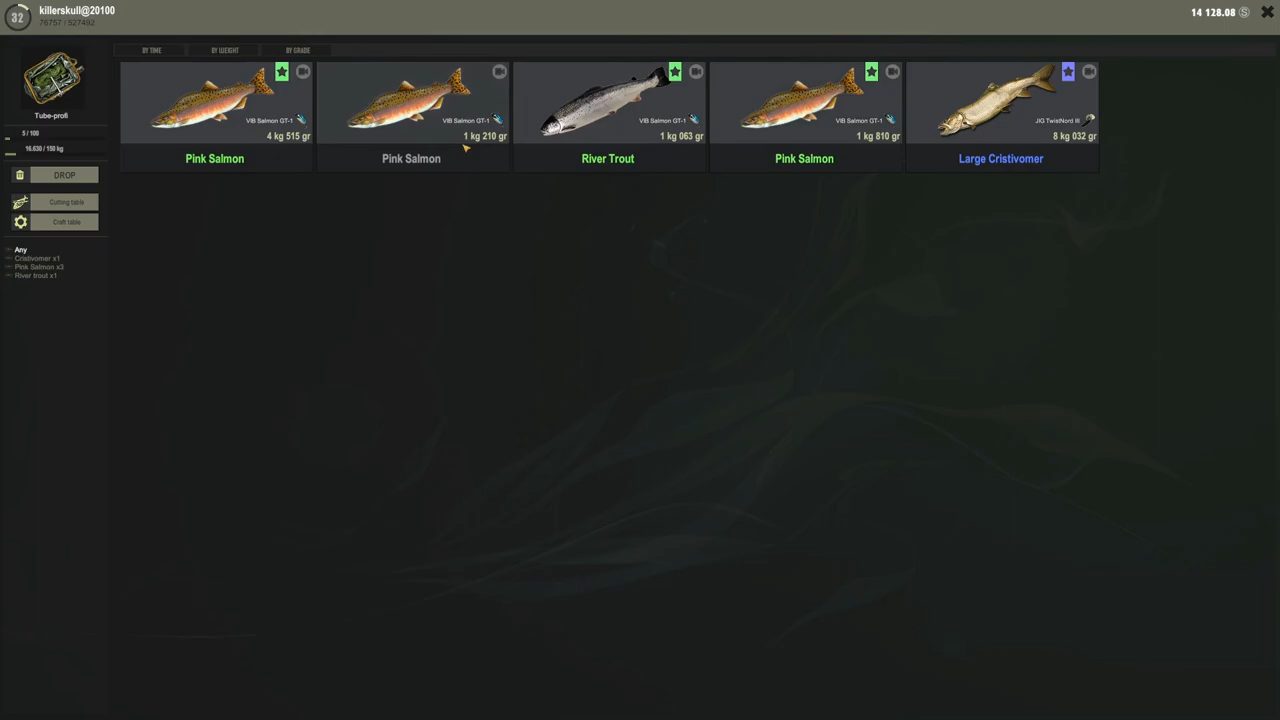 32
killerskull@20100
76757 / 527492
14 128.08 S
BY TIME
BY WEIGHT
BY GRADE
Tube-profi
5 / 100
16.630 / 150 kg
DROP
Cutting table
Craft table
Any
Cristivomer x1
Pink Salmon x3
River trout x1
VIB Salmon GT-1
4 kg 515 gr
Pink Salmon
VIB Salmon GT-1
1 kg 210 gr
Pink Salmon
VIB Salmon GT-1
1 kg 063 gr
River Trout
VIB Salmon GT-1
1 kg 810 gr
Pink Salmon
JIG TwistNord III
8 kg 032 gr
Large Cristivomer